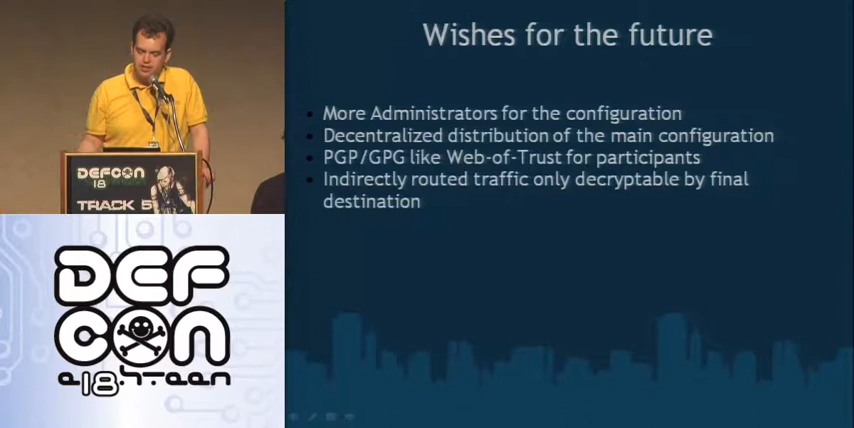 Wishes for the future
More Administrators for the configuration
Decentralized distribution of the main configuration
PGP/GPG like Web-of-Trust for participants
Indirectly routed traffic only decryptable by final
destination
DEFCON
18
TRACK 5
DEF
CON